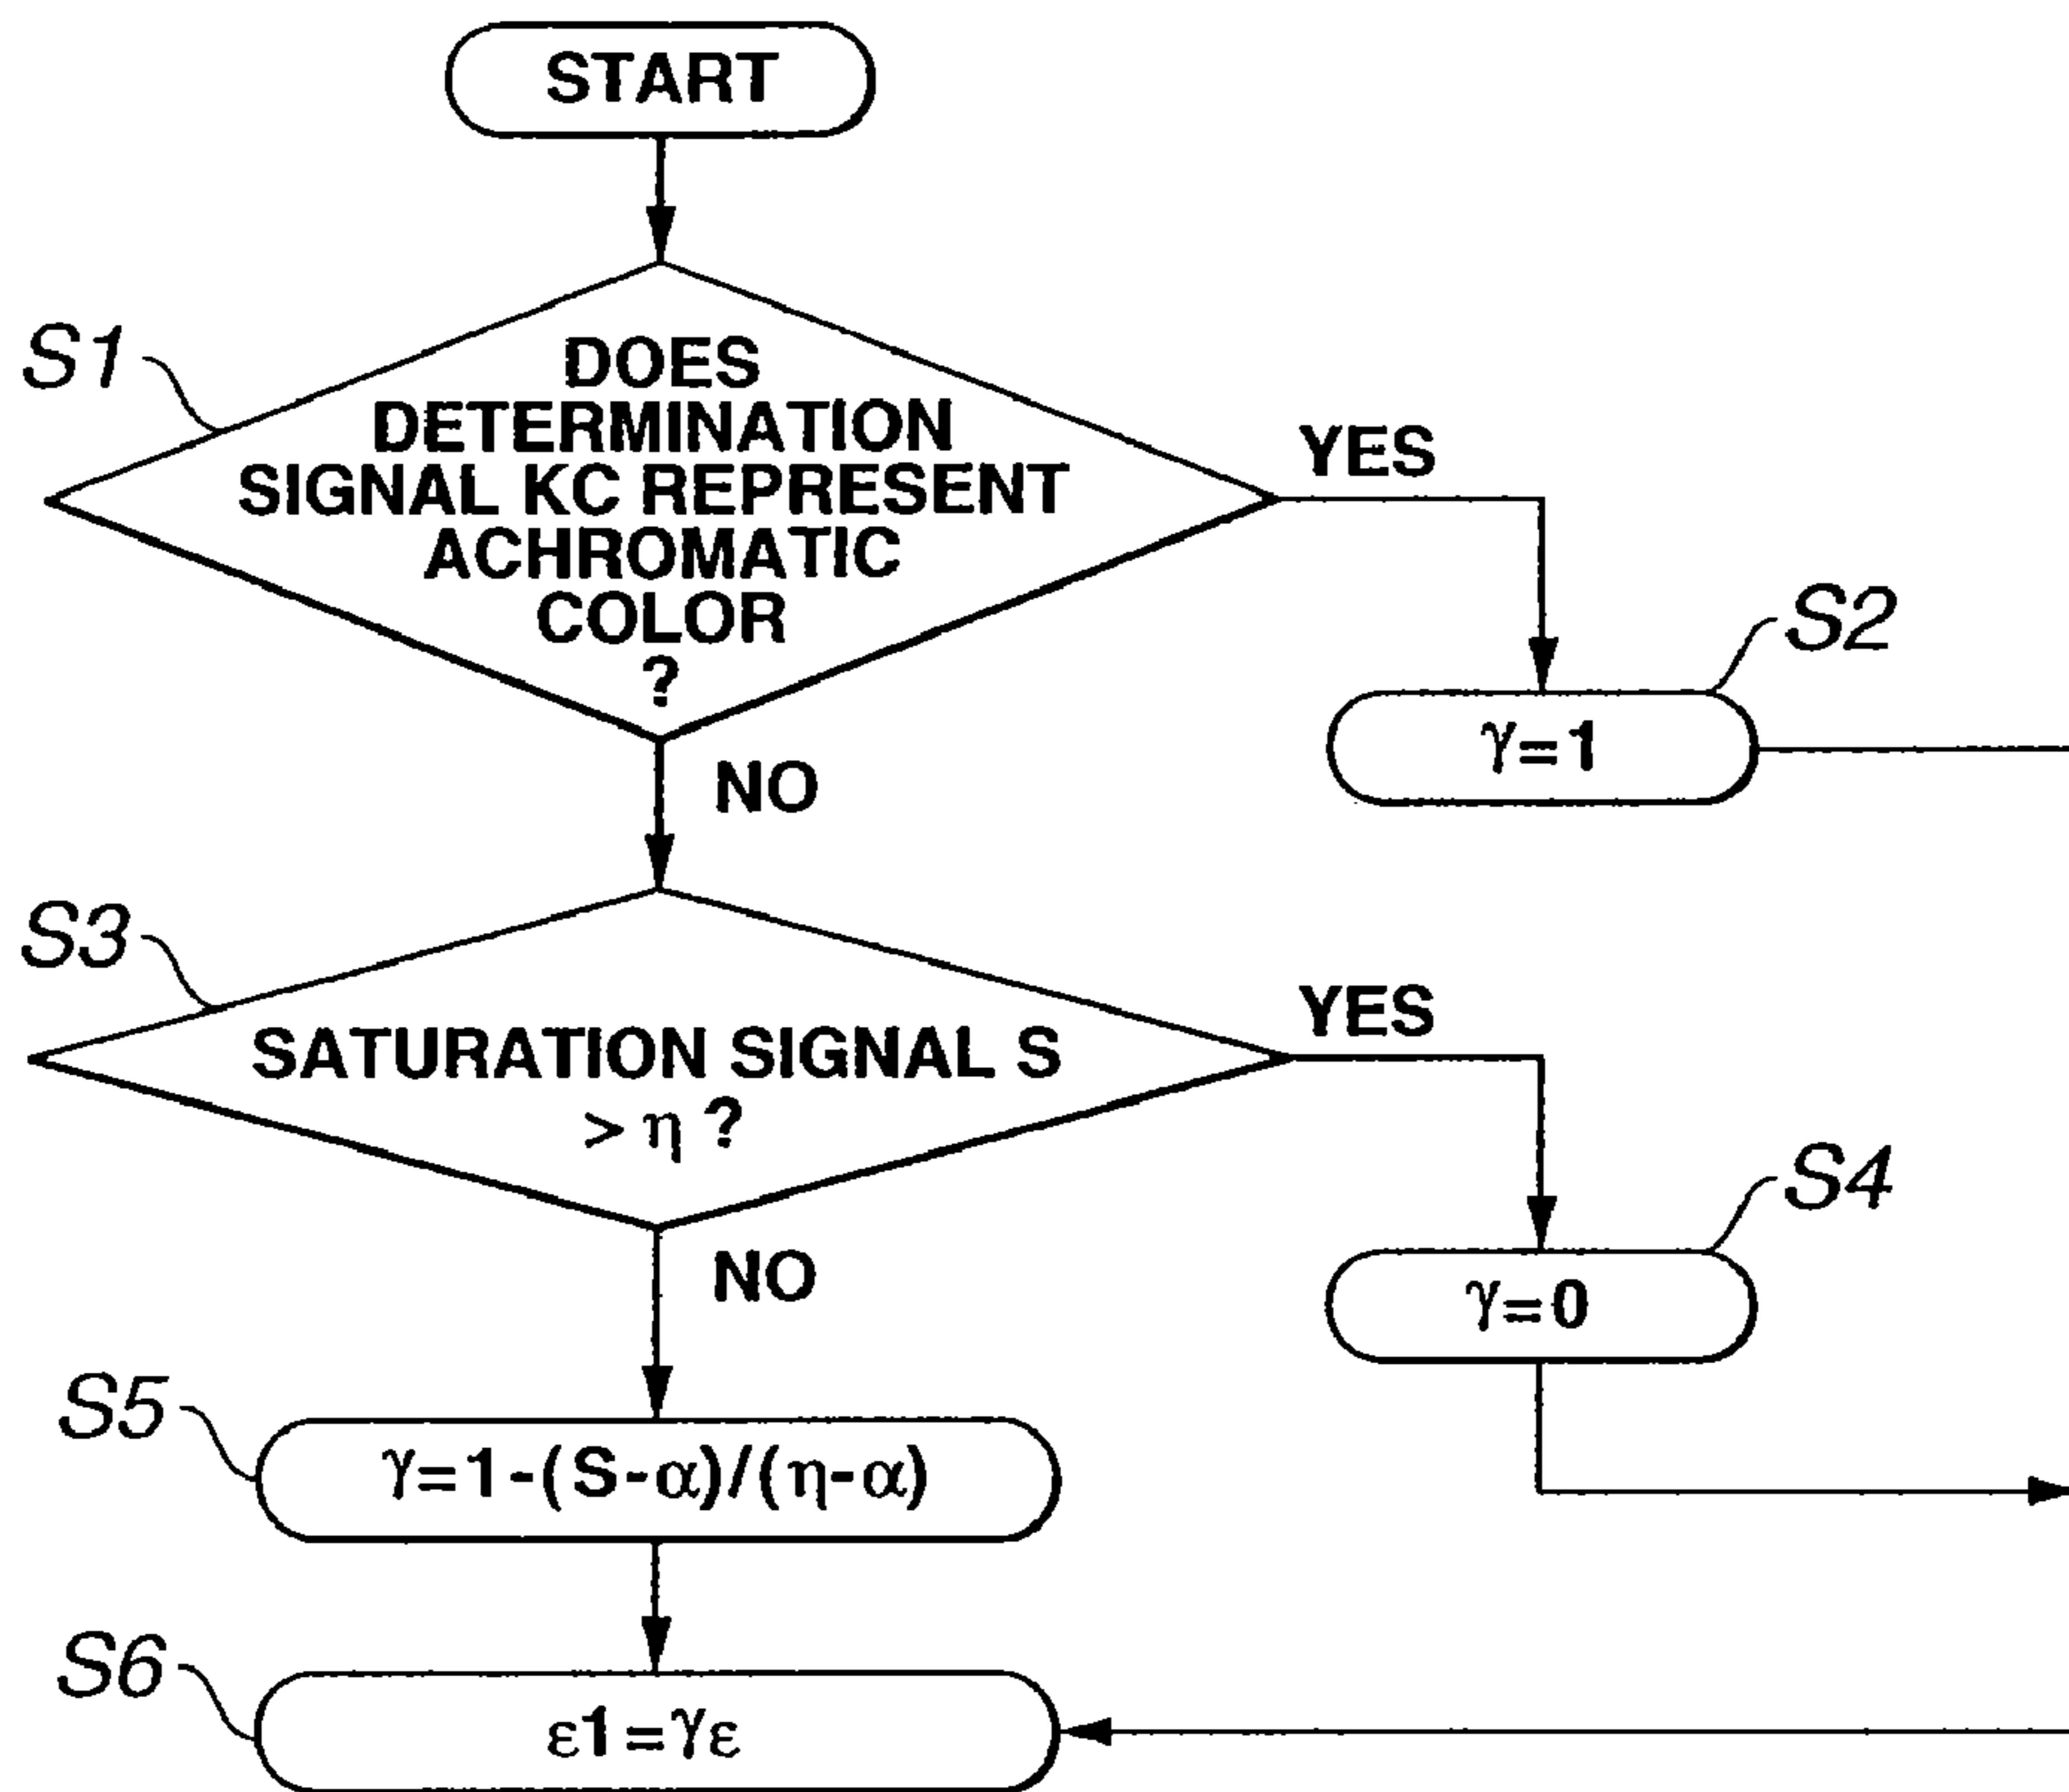 START
S1
DOES
DETERMINATION
SIGNAL KC REPRESENT
ACHROMATIC
COLOR
?
YES
S2
γ=1
NO
S3
SATURATION SIGNAL S
> η ?
YES
S4
γ=0
NO
S5
γ=1-(S-α)/(η-α)
S6
ε1=γε